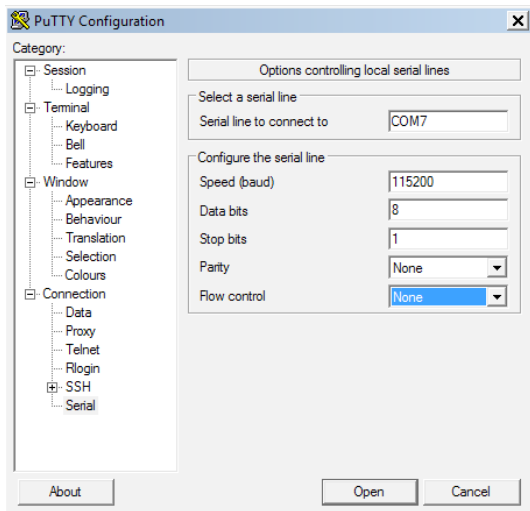 PuTTY Configuration
Category:
Session
Logging
Terminal
Keyboard
Bell
Features
Window
Appearance
Behaviour
Translation
Selection
Colours
Connection
Data
Proxy
Telnet
Rlogin
SSH
Serial
Options controlling local serial lines
Select a serial line
Serial line to connect to COM7
Configure the serial line
Speed (baud) 115200
Data bits 8
Stop bits 1
Parity None
Flow control None
About Open Cancel